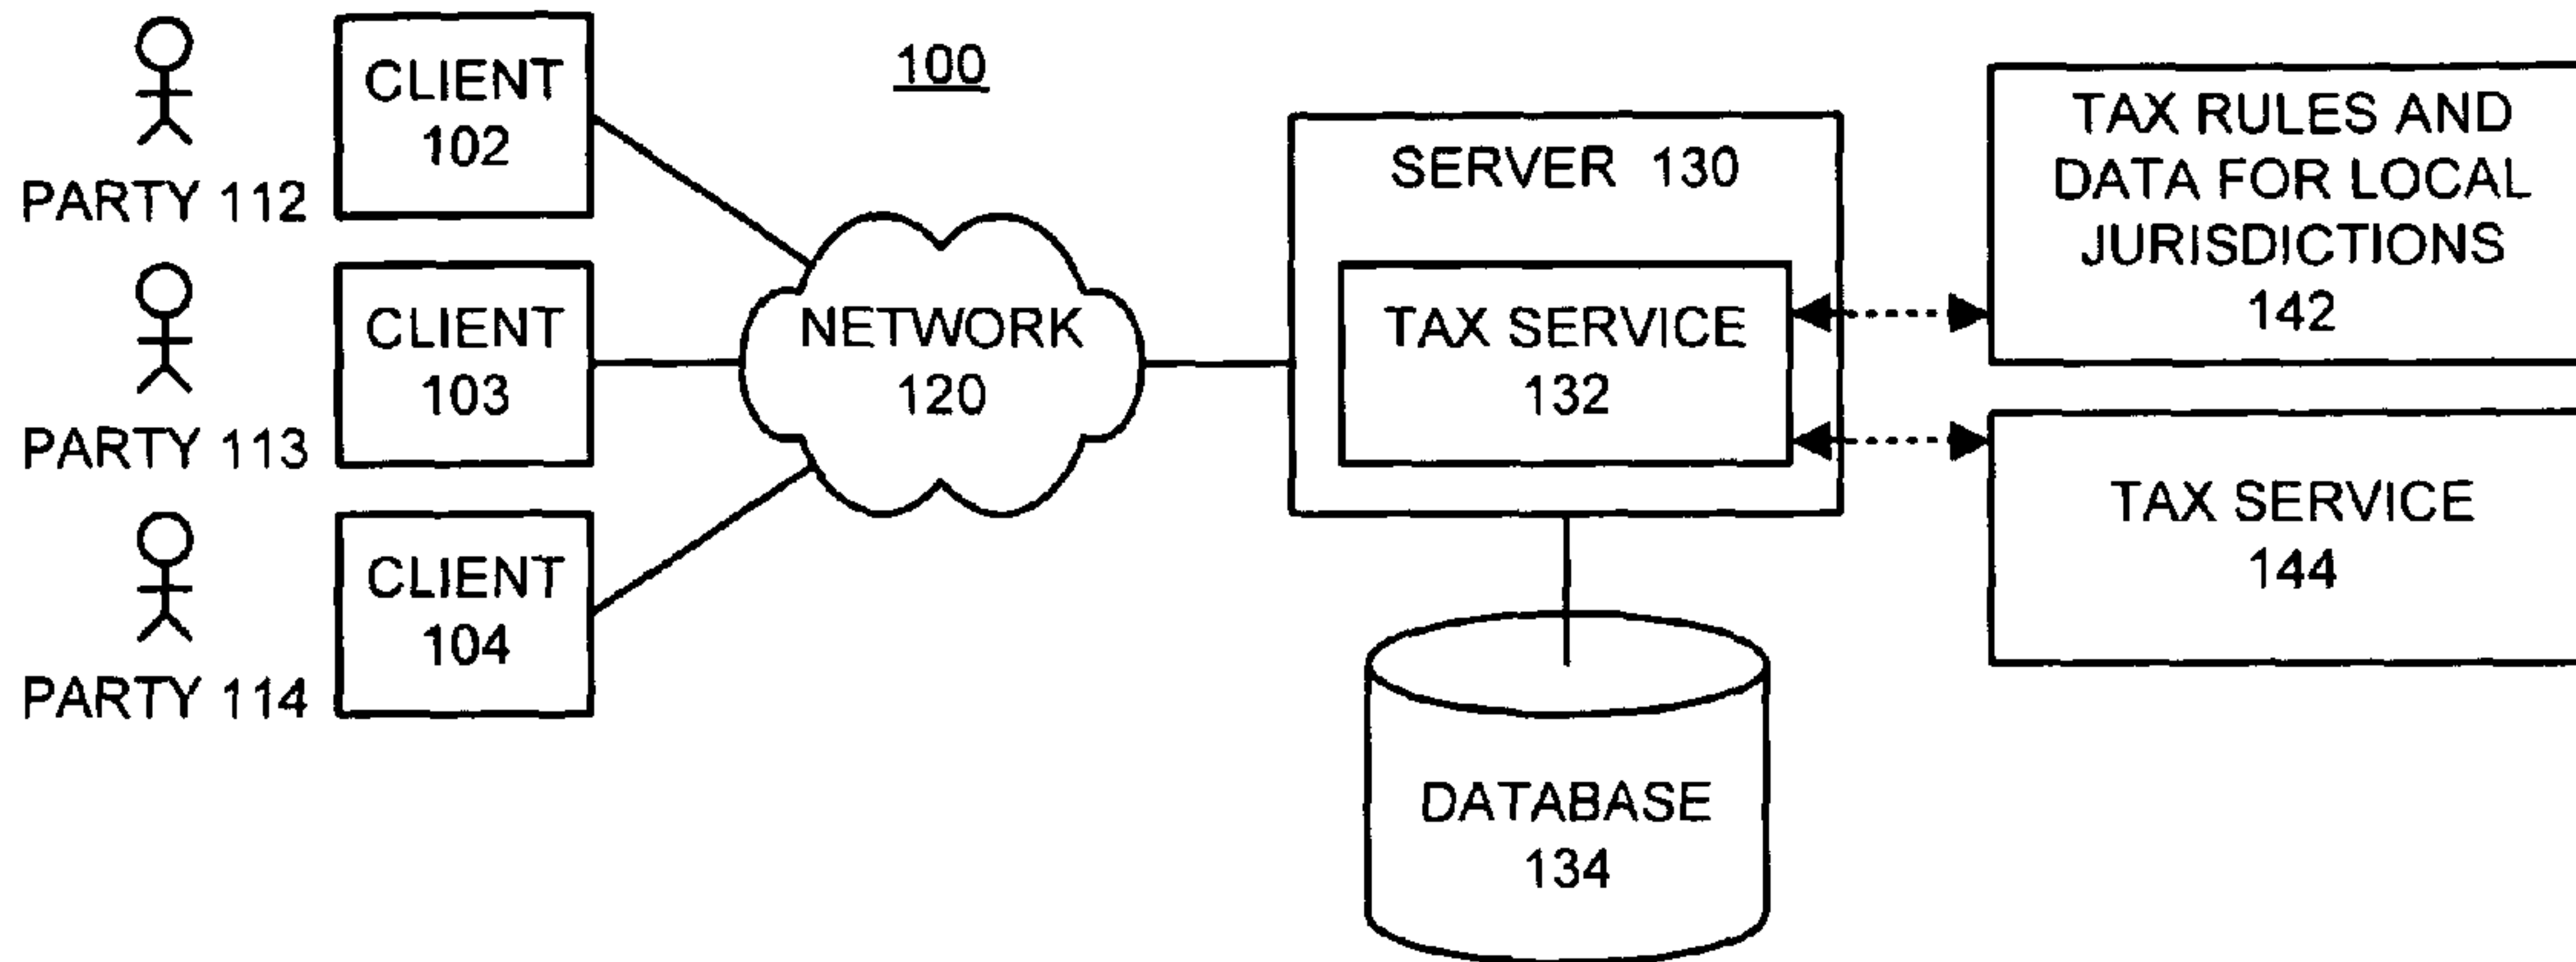 100
CLIENT
102
PARTY 112
CLIENT
103
PARTY 113
CLIENT
104
PARTY 114
NETWORK
120
SERVER 130
TAX SERVICE
132
DATABASE
134
TAX RULES AND
DATA FOR LOCAL
JURISDICTIONS
142
TAX SERVICE
144